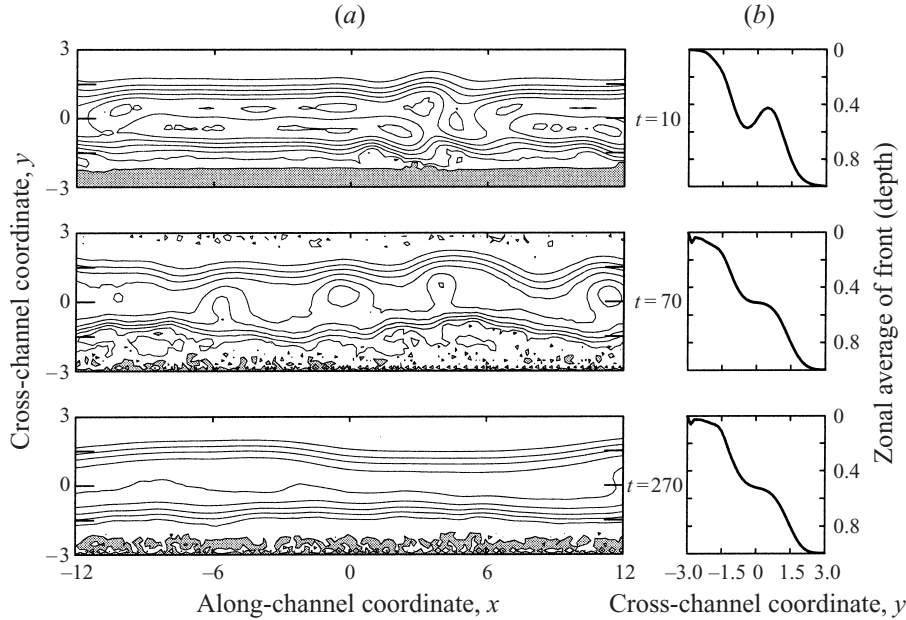 (a) (b)
3
0
−3
t=10
0
0.4
0.8
3
0
−3
t=70
0
0.4
0.8
3
0
−3
t=270
0
0.4
0.8
−12 −6 0 6 12
−3.0 −1.5 0 1.5 3.0
Cross-channel coordinate, y
Along-channel coordinate, x
Cross-channel coordinate, y
Zonal average of front (depth)